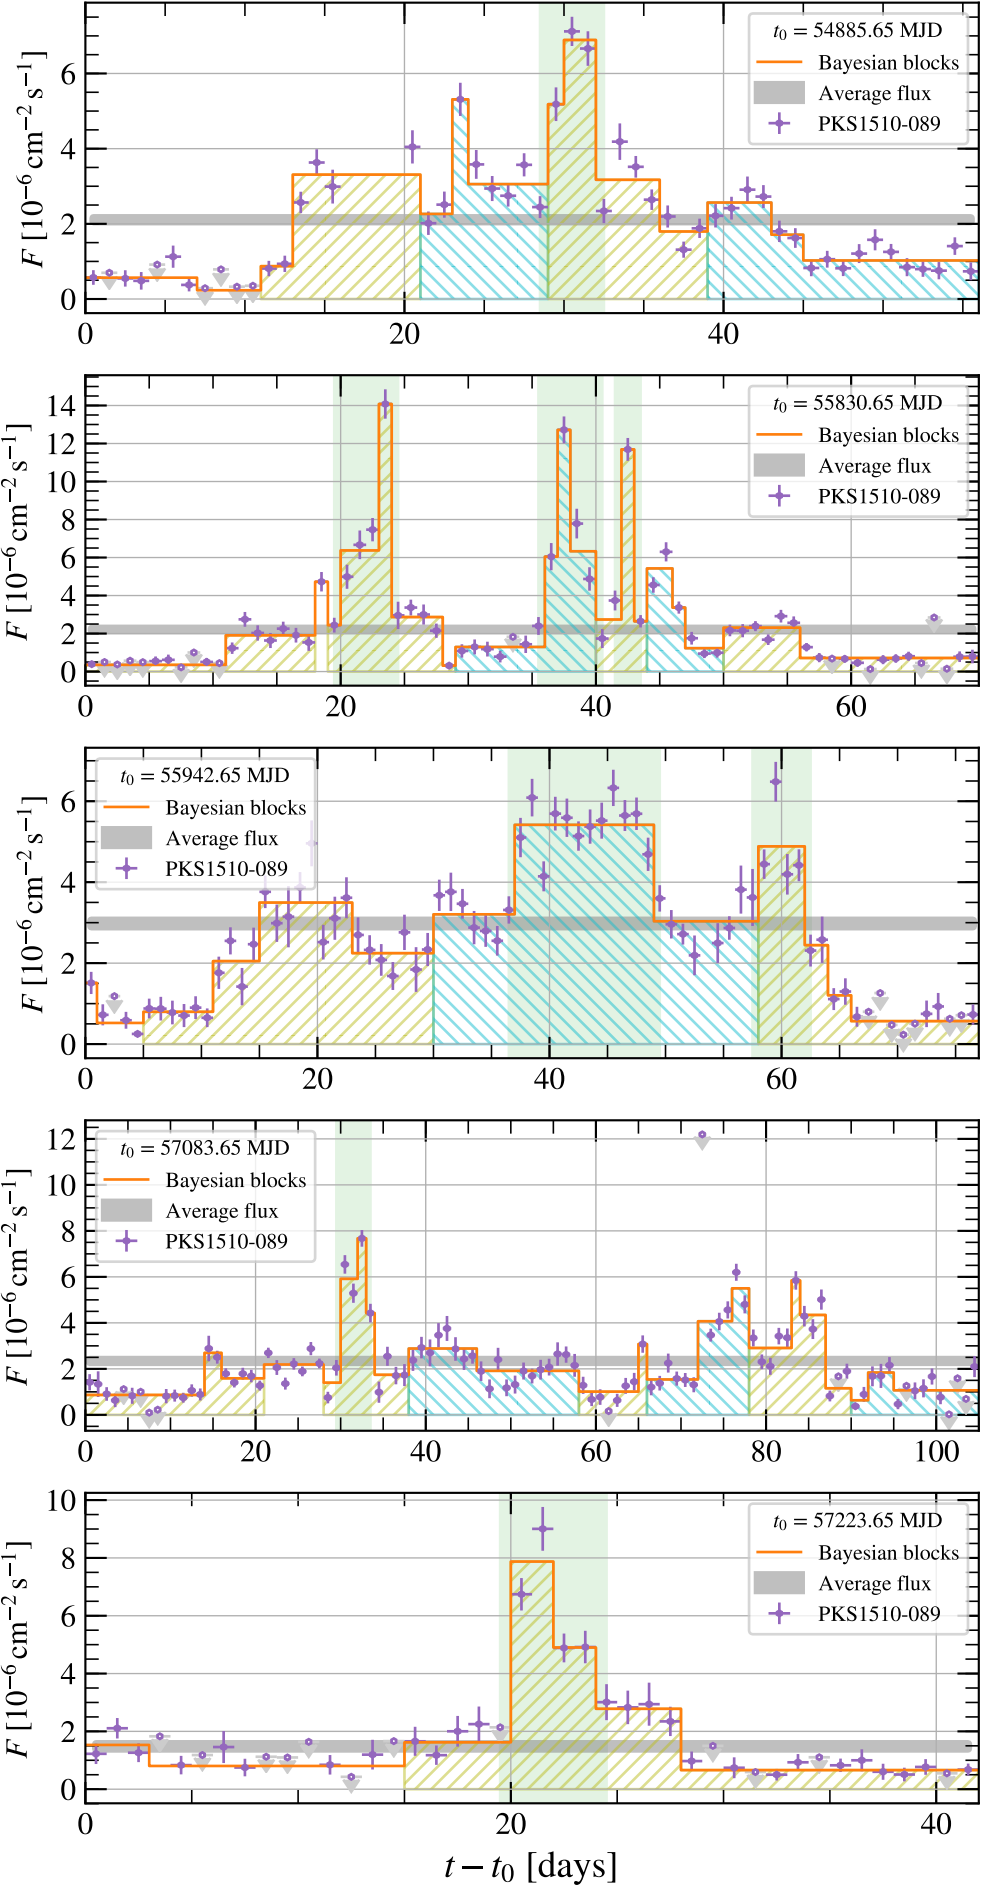 F [10⁻⁶ cm⁻² s⁻¹]
6
4
2
0
t₀ = 54885.65 MJD
Bayesian blocks
Average flux
PKS1510-089
0 20 40
F [10⁻⁶ cm⁻² s⁻¹]
14
12
10
8
6
4
2
0
t₀ = 55830.65 MJD
Bayesian blocks
Average flux
PKS1510-089
0 20 40 60
F [10⁻⁶ cm⁻² s⁻¹]
6
4
2
0
t₀ = 55942.65 MJD
Bayesian blocks
Average flux
PKS1510-089
0 20 40 60
F [10⁻⁶ cm⁻² s⁻¹]
12
10
8
6
4
2
0
t₀ = 57083.65 MJD
Bayesian blocks
Average flux
PKS1510-089
0 20 40 60 80 100
F [10⁻⁶ cm⁻² s⁻¹]
10
8
6
4
2
0
t₀ = 57223.65 MJD
Bayesian blocks
Average flux
PKS1510-089
0 20 40
t − t₀ [days]